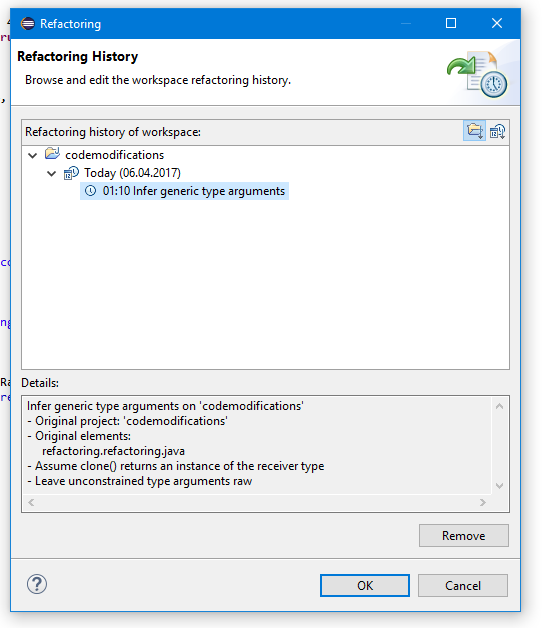 Refactoring
Refactoring History
Browse and edit the workspace refactoring history.
Refactoring history of workspace:
codemodifications
Today (06.04.2017)
01:10 Infer generic type arguments
Details:
Infer generic type arguments on 'codemodifications'
- Original project: 'codemodifications'
- Original elements:
refactoring.refactoring.java
- Assume clone() returns an instance of the receiver type
- Leave unconstrained type arguments raw
Remove
OK
Cancel